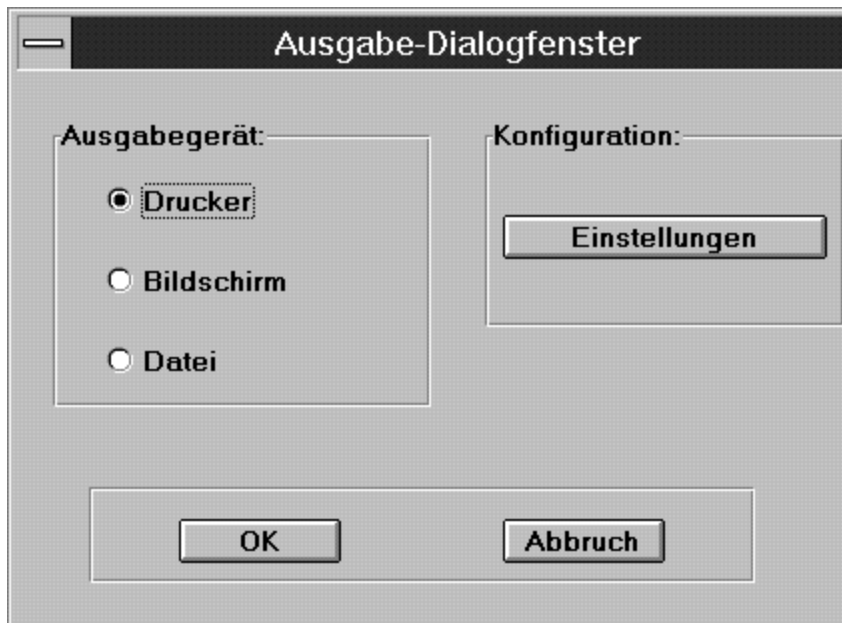 Ausgabe-Dialogfenster
Ausgabegerät:
Drucker
Bildschirm
Datei
Konfiguration:
Einstellungen
OK
Abbruch